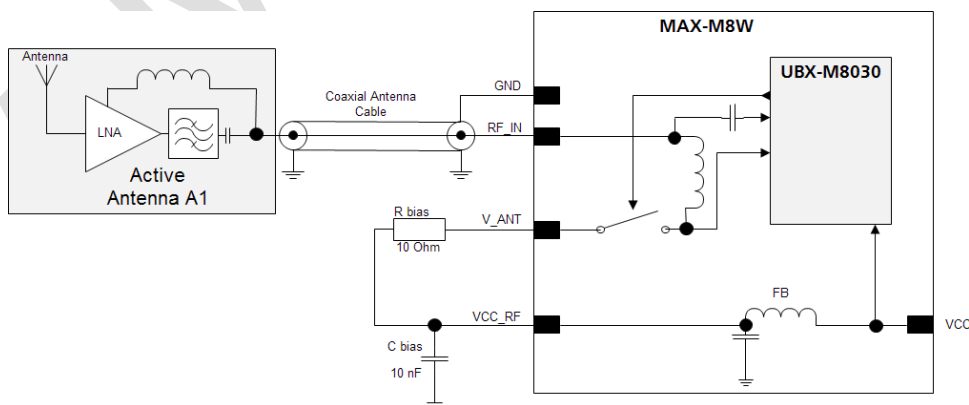 MAX-M8W
Antenna
LNA
Active
Antenna A1
Coaxial Antenna
Cable
GND
RF_IN
UBX-M8030
R bias
10 Ohm
V_ANT
C bias
10 nF
VCC_RF
FB
VCC